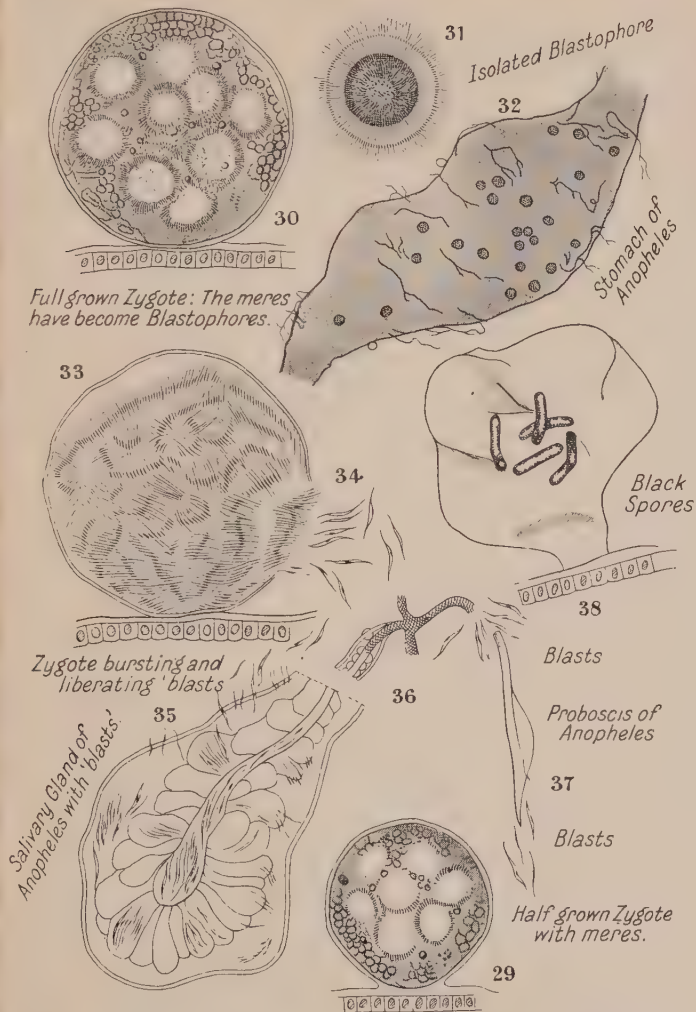 31
Isolated Blastophore
32
30
Stomach of
Anopheles
Full grown Zygote: The meres
have become Blastophores.
33
34
Black
Spores
38
Zygote bursting and
liberating 'blasts
36
Blasts
35
Salivary Gland of
Anopheles with 'blasts'.
Proboscis of
Anopheles
37
Blasts
Half grown Zygote
with meres.
29